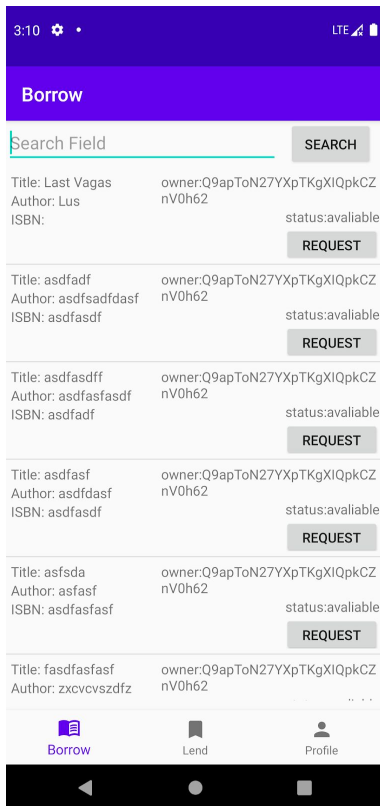 3:10
LTE
Borrow
Search Field
SEARCH
Title: Last Vagas
Author: Lus
ISBN:
owner:Q9apToN27YXpTKgXIQpkCZ
nV0h62
status:avaliable
REQUEST
Title: asdfadf
Author: asdfsadfdasf
ISBN: asdfasdf
owner:Q9apToN27YXpTKgXIQpkCZ
nV0h62
status:avaliable
REQUEST
Title: asdfasdff
Author: asdfasfasdf
ISBN: asdfadf
owner:Q9apToN27YXpTKgXIQpkCZ
nV0h62
status:avaliable
REQUEST
Title: asdfasf
Author: asdfdasf
ISBN: asdfasdf
owner:Q9apToN27YXpTKgXIQpkCZ
nV0h62
status:avaliable
REQUEST
Title: asfsda
Author: asfasf
ISBN: asdfasfasf
owner:Q9apToN27YXpTKgXIQpkCZ
nV0h62
status:avaliable
REQUEST
Title: fasdfasfasf
Author: zxcvcvszdfz
owner:Q9apToN27YXpTKgXIQpkCZ
nV0h62
Borrow
Lend
Profile